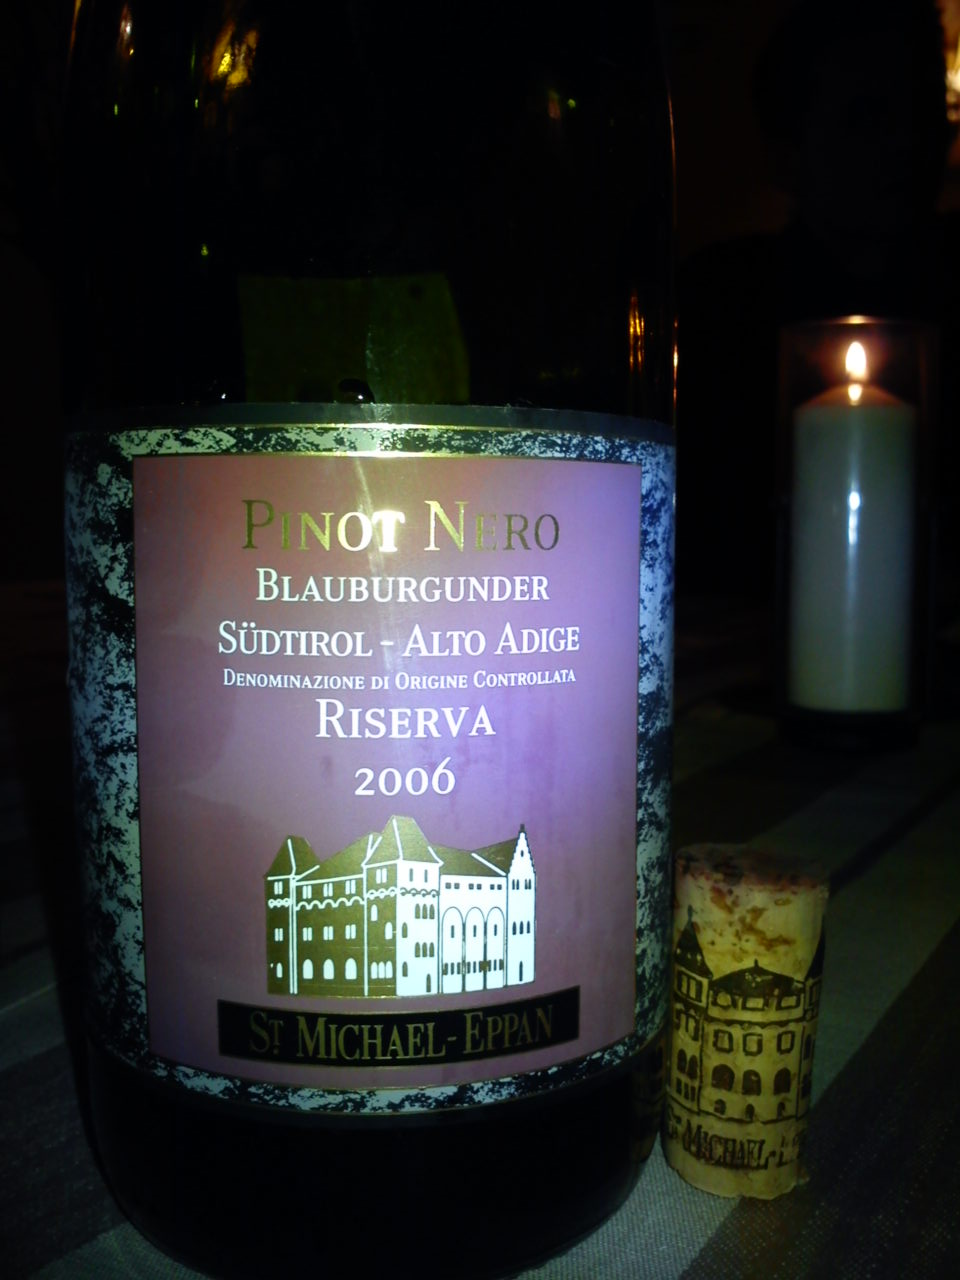 PINOT NERO
BLAUBURGUNDER
SÜDTIROL - ALTO ADIGE
DENOMINAZIONE DI ORIGINE CONTROLLATA
RISERVA
2006
ST. MICHAEL - EPPAN
ST. MICHAEL -